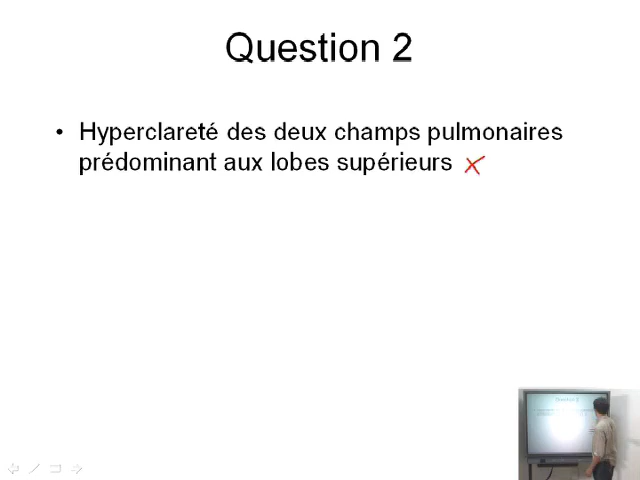 Question 2
• Hyperclareté des deux champs pulmonaires
prédominant aux lobes supérieurs